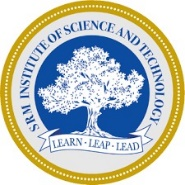 SRM INSTITUTE OF SCIENCE AND TECHNOLOGY
LEARN · LEAP · LEAD